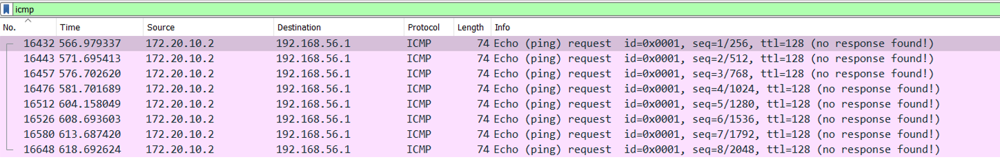 icmp
No. Time Source Destination Protocol Length Info
16432 566.979337 172.20.10.2 192.168.56.1 ICMP 74 Echo (ping) request id=0x0001, seq=1/256, ttl=128 (no response found!)
16443 571.695413 172.20.10.2 192.168.56.1 ICMP 74 Echo (ping) request id=0x0001, seq=2/512, ttl=128 (no response found!)
16457 576.702620 172.20.10.2 192.168.56.1 ICMP 74 Echo (ping) request id=0x0001, seq=3/768, ttl=128 (no response found!)
16476 581.701689 172.20.10.2 192.168.56.1 ICMP 74 Echo (ping) request id=0x0001, seq=4/1024, ttl=128 (no response found!)
16512 604.158049 172.20.10.2 192.168.56.1 ICMP 74 Echo (ping) request id=0x0001, seq=5/1280, ttl=128 (no response found!)
16526 608.693603 172.20.10.2 192.168.56.1 ICMP 74 Echo (ping) request id=0x0001, seq=6/1536, ttl=128 (no response found!)
16580 613.687420 172.20.10.2 192.168.56.1 ICMP 74 Echo (ping) request id=0x0001, seq=7/1792, ttl=128 (no response found!)
16648 618.692624 172.20.10.2 192.168.56.1 ICMP 74 Echo (ping) request id=0x0001, seq=8/2048, ttl=128 (no response found!)